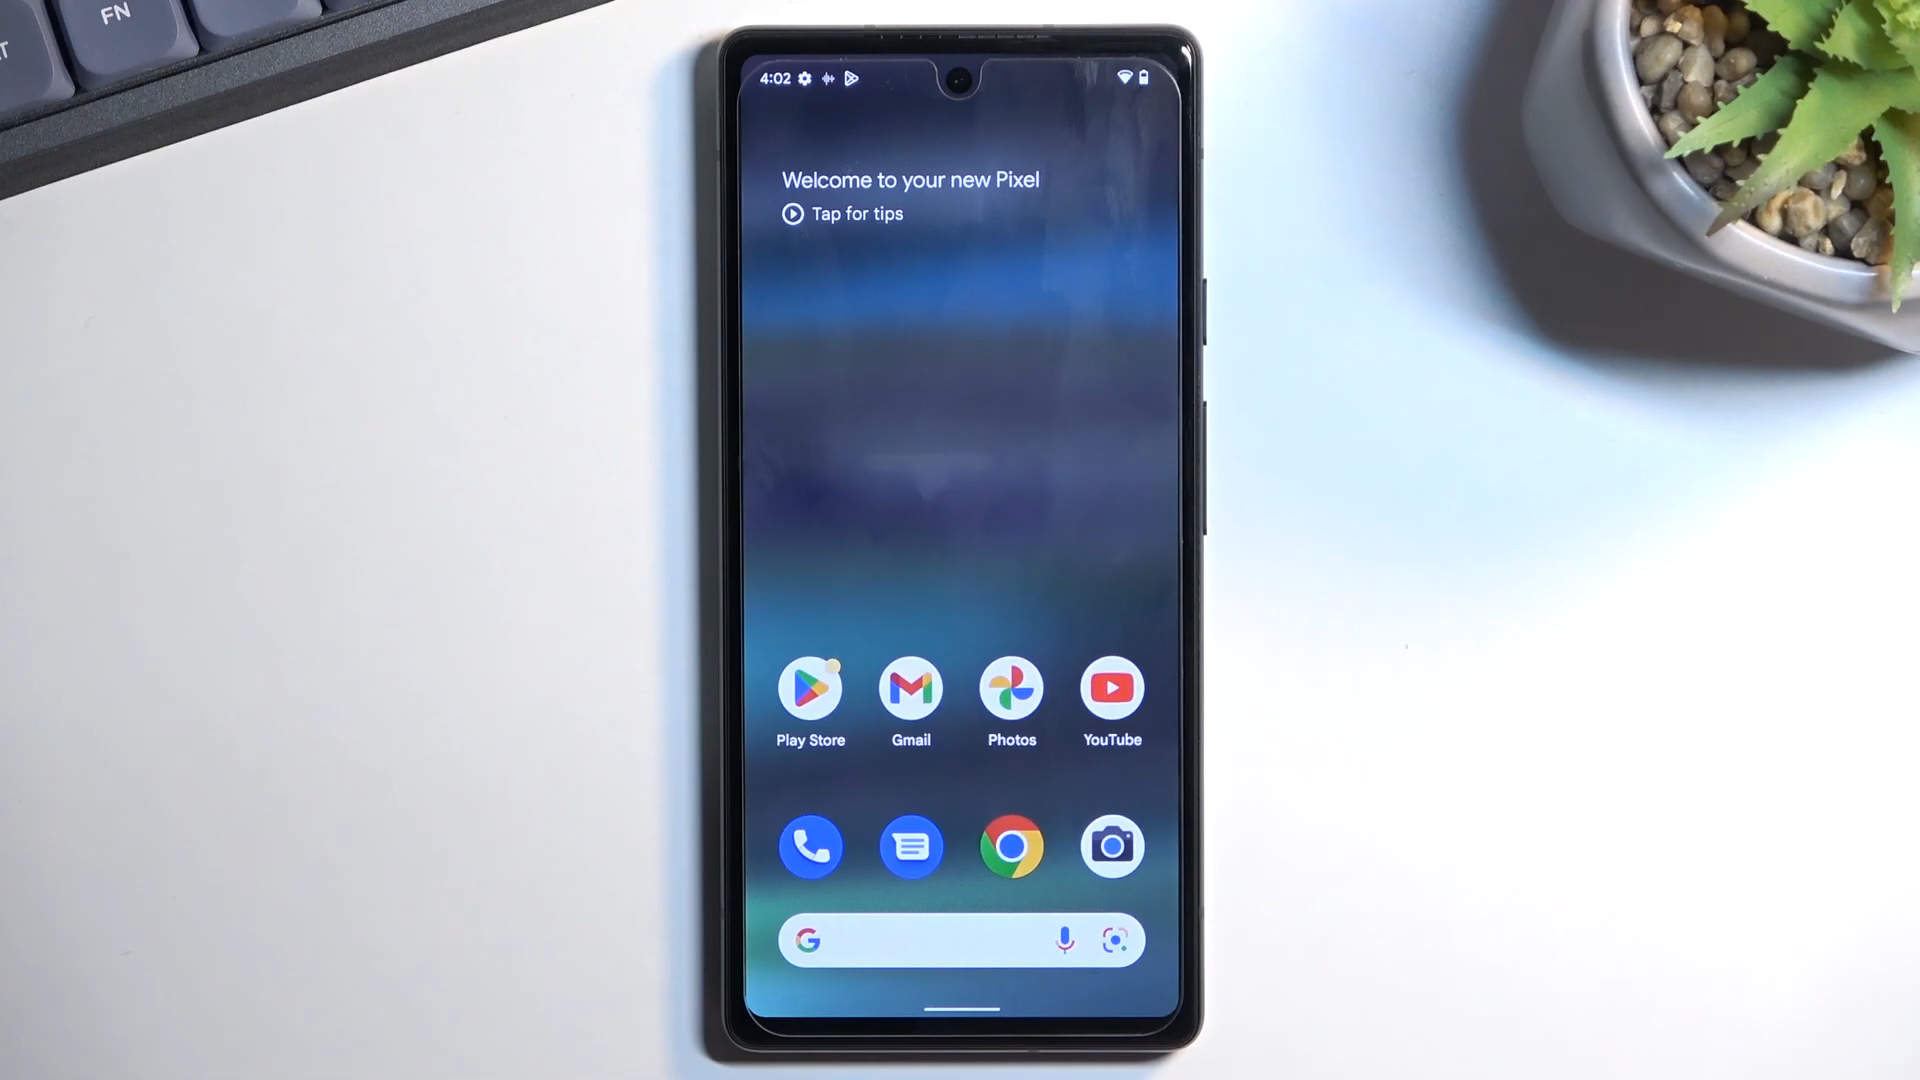 FN
T
4:02
Welcome to your new Pixel
Tap for tips
Play Store
Gmail
Photos
YouTube
G